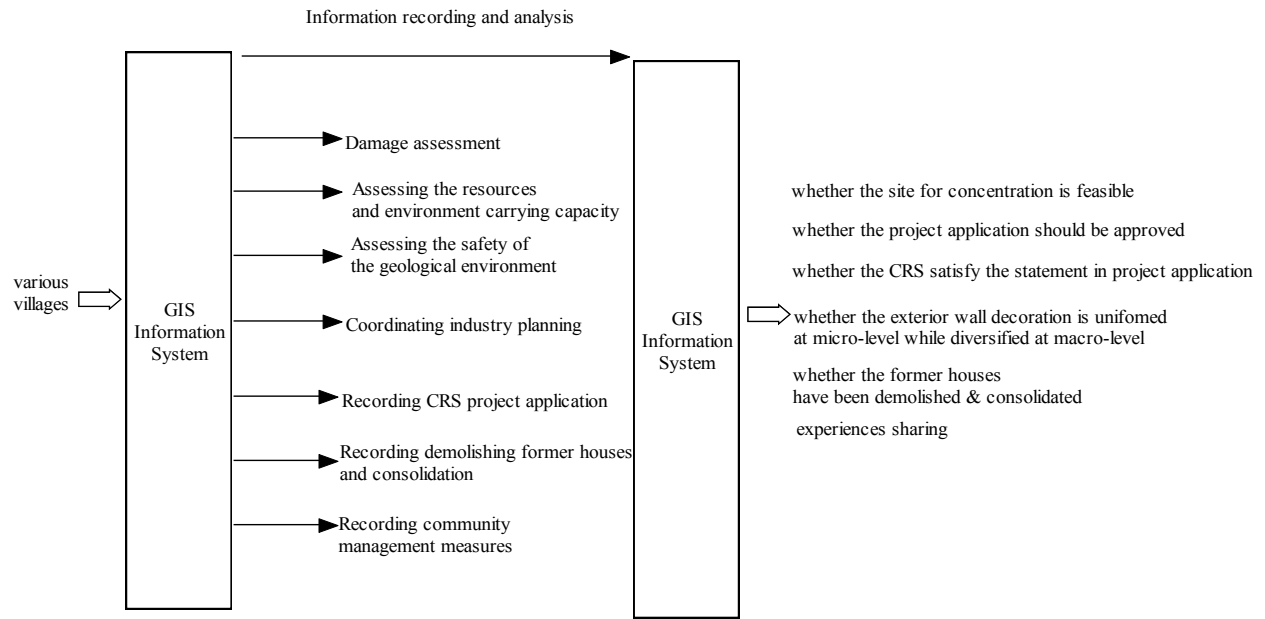 Information recording and analysis
various
villages
GIS
Information
System
Damage assessment
Assessing the resources
and environment carrying capacity
Assessing the safety of
the geological environment
Coordinating industry planning
Recording CRS project application
Recording demolishing former houses
and consolidation
Recording community
management measures
GIS
Information
System
whether the site for concentration is feasible
whether the project application should be approved
whether the CRS satisfy the statement in project application
whether the exterior wall decoration is unifomed
at micro-level while diversified at macro-level
whether the former houses
have been demolished & consolidated
experiences sharing